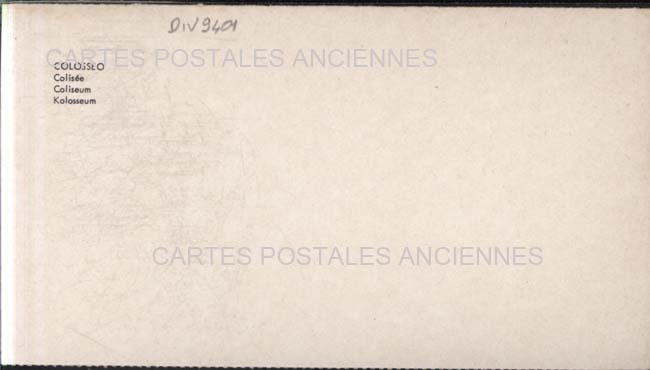 DIV9401
CARTES POSTALES ANCIENNES
COLOSSEO
Colisée
Coliseum
Kolosseum
CARTES POSTALES ANCIENNES